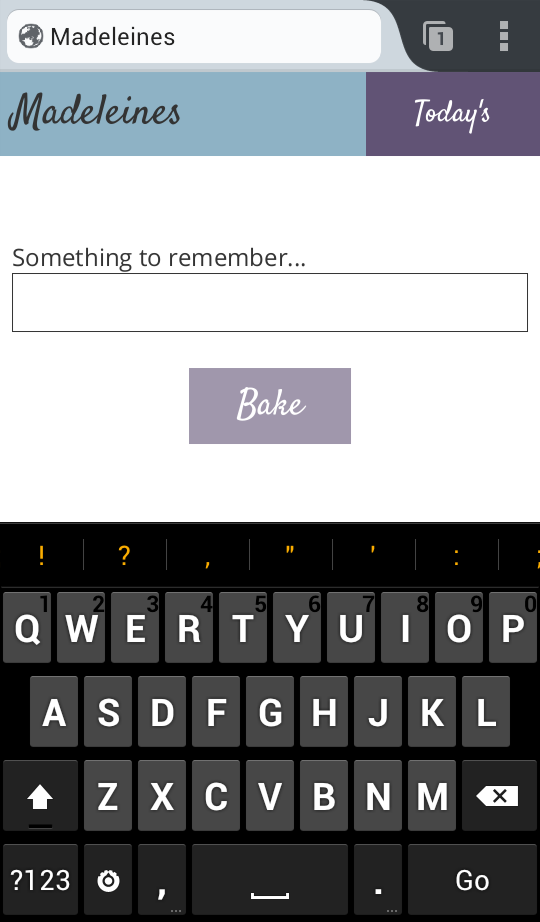 Madeleines
1
Madeleines
Today's
Something to remember...
Bake
! ? , " ' : ;
1 2 3 4 5 6 7 8 9 0
Q W E R T Y U I O P
A S D F G H J K L
Z X C V B N M
?123 , . Go